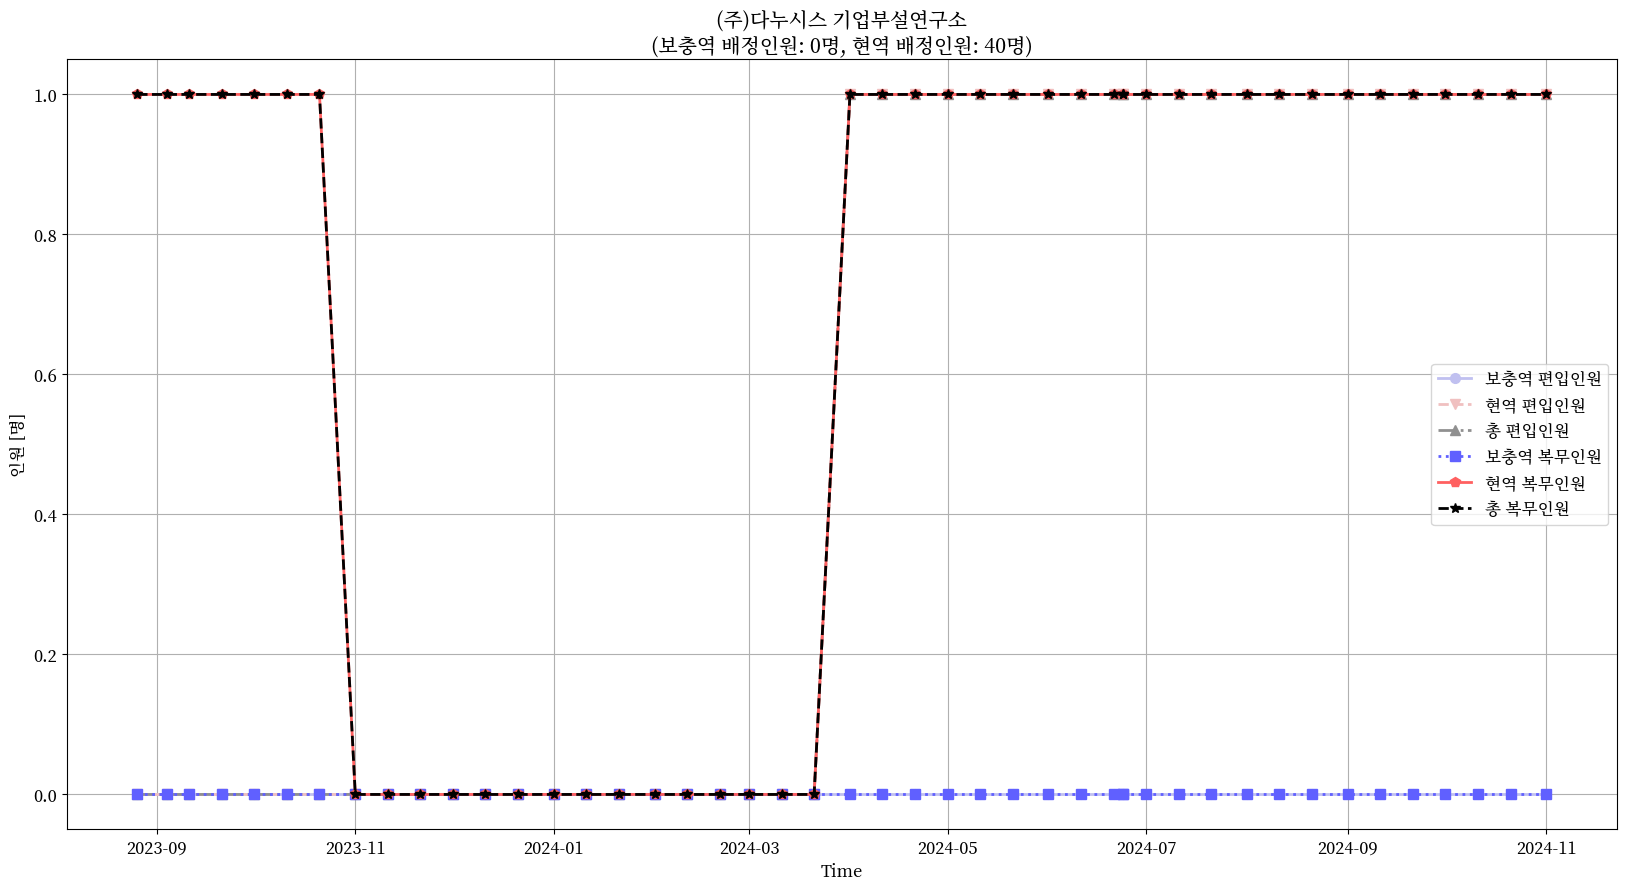 (주)다누시스 기업부설연구소
(보충역 배정인원: 0명, 현역 배정인원: 40명)
인원 [명]
1.0
0.8
0.6
0.4
0.2
0.0
보충역 편입인원
현역 편입인원
총 편입인원
보충역 복무인원
현역 복무인원
총 복무인원
2023-09
2023-11
2024-01
2024-03
2024-05
2024-07
2024-09
2024-11
Time